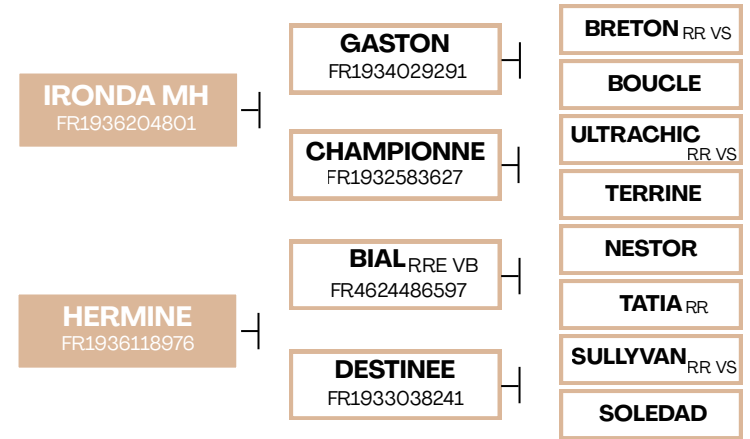 IRONDA MH
FR1936204801
HERMINE
FR1936118976
GASTON
FR1934029291
CHAMPIONNE
FR1932583627
BIAL RRE VB
FR4624486597
DESTINEE
FR1933038241
BRETON RR VS
BOUCLE
ULTRACHIC
RR VS
TERRINE
NESTOR
TATIA RR
SULLYVAN RR VS
SOLEDAD